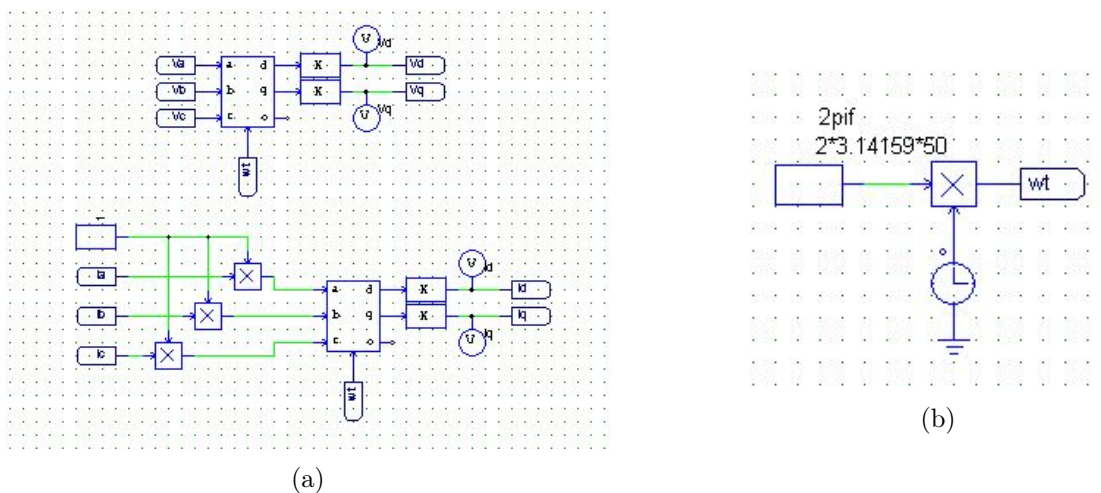 V Vd
Va a d K Vd
Vb b q K Vq
Vc c o V Vq
wt
1
Ia V Id
a d K Id
Ib b q K Iq
Ic c o V Iq
wt
(a)
2pif
2*3.14159*50
wt
(b)